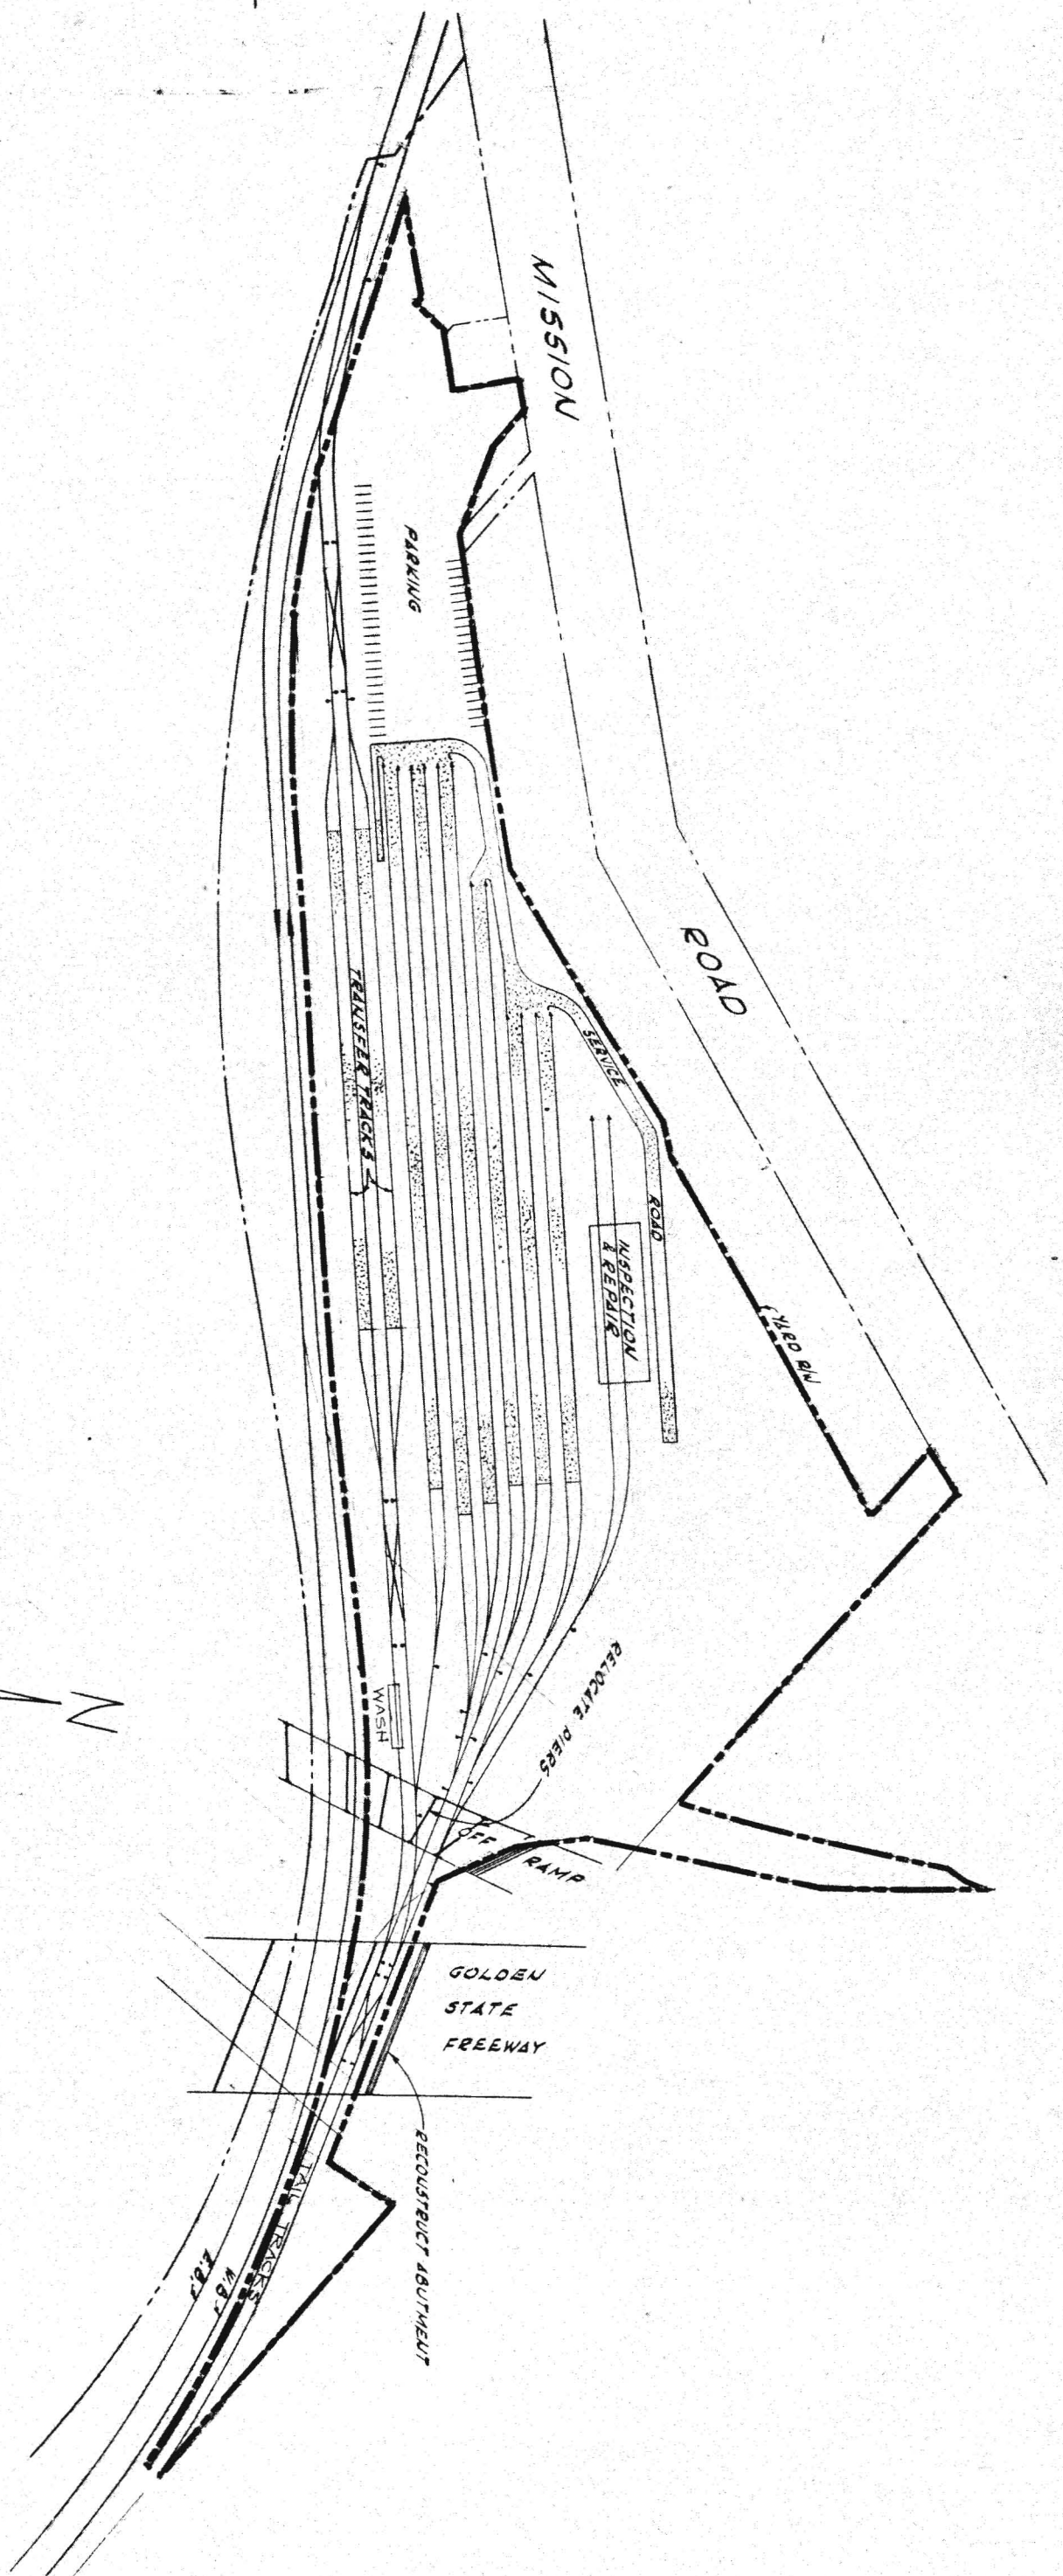 MISSION
ROAD
PARKING
TRANSFER TRACKS
SERVICE
ROAD
INSPECTION
& REPAIR
YARD R/W
RELOCATE PIERS
WASH
N
OFF
RAMP
GOLDEN
STATE
FREEWAY
RECONSTRUCT ABUTMENT
TAIL TRACKS
E.B.
W.B.